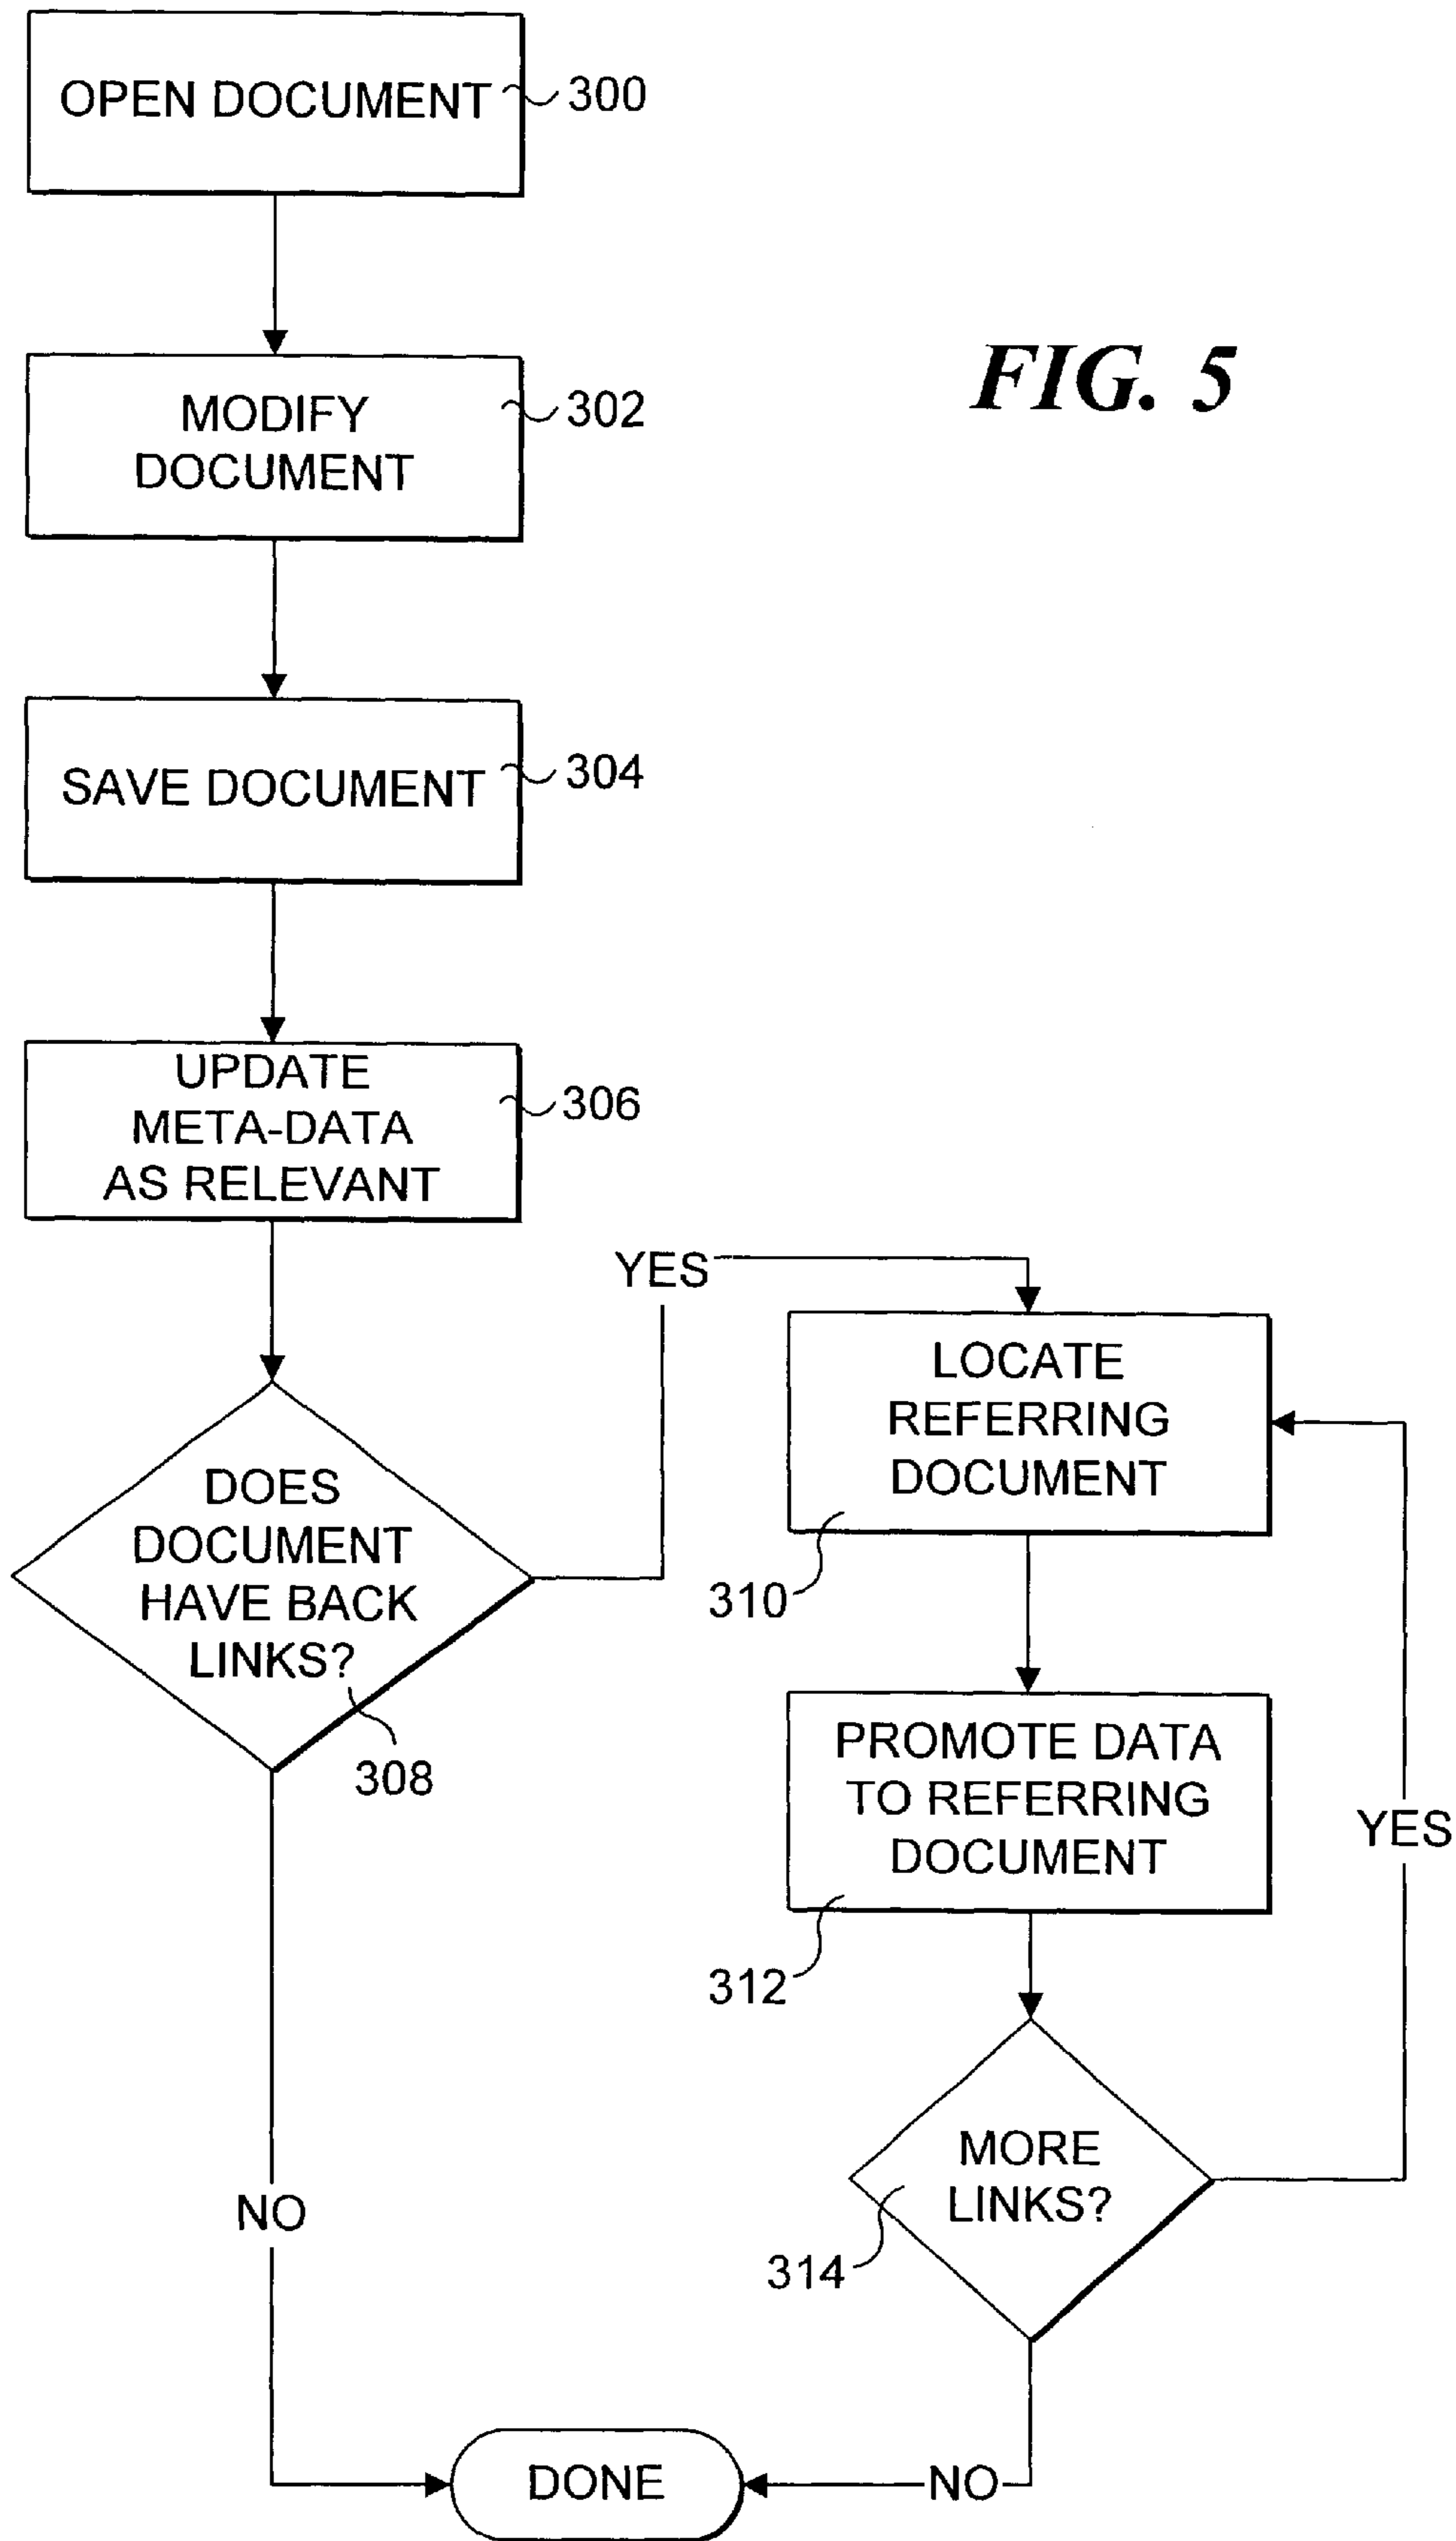 OPEN DOCUMENT
300
FIG. 5
MODIFY
DOCUMENT
302
SAVE DOCUMENT
304
UPDATE
META-DATA
AS RELEVANT
306
DOES
DOCUMENT
HAVE BACK
LINKS?
308
YES
LOCATE
REFERRING
DOCUMENT
310
PROMOTE DATA
TO REFERRING
DOCUMENT
312
YES
MORE
LINKS?
314
NO
DONE
NO